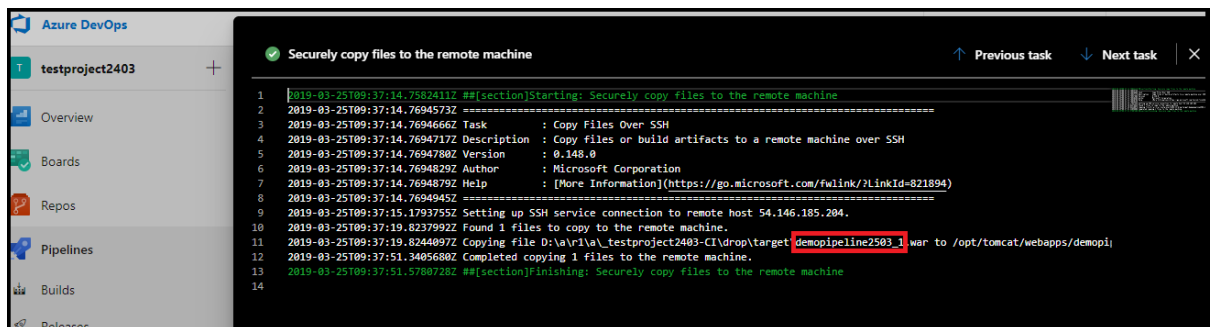 Azure DevOps
Securely copy files to the remote machine
Previous task
Next task
T testproject2403
Overview
Boards
Repos
Pipelines
Builds
Releases
1 2019-03-25T09:37:14.7582411Z ##[section]Starting: Securely copy files to the remote machine
2 2019-03-25T09:37:14.7694573Z ==============================================================================
3 2019-03-25T09:37:14.7694666Z Task : Copy Files Over SSH
4 2019-03-25T09:37:14.7694717Z Description : Copy files or build artifacts to a remote machine over SSH
5 2019-03-25T09:37:14.7694780Z Version : 0.148.0
6 2019-03-25T09:37:14.7694829Z Author : Microsoft Corporation
7 2019-03-25T09:37:14.7694879Z Help : [More Information](https://go.microsoft.com/fwlink/?LinkId=821894)
8 2019-03-25T09:37:14.7694945Z ==============================================================================
9 2019-03-25T09:37:15.1793755Z Setting up SSH service connection to remote host 54.146.185.204.
10 2019-03-25T09:37:19.8237992Z Found 1 files to copy to the remote machine.
11 2019-03-25T09:37:19.8244097Z Copying file D:\a\r1\a\_testproject2403-CI\drop\target\demopipeline2503_1.war to /opt/tomcat/webapps/demopi
12 2019-03-25T09:37:51.3405680Z Completed copying 1 files to the remote machine.
13 2019-03-25T09:37:51.5780728Z ##[section]Finishing: Securely copy files to the remote machine
14